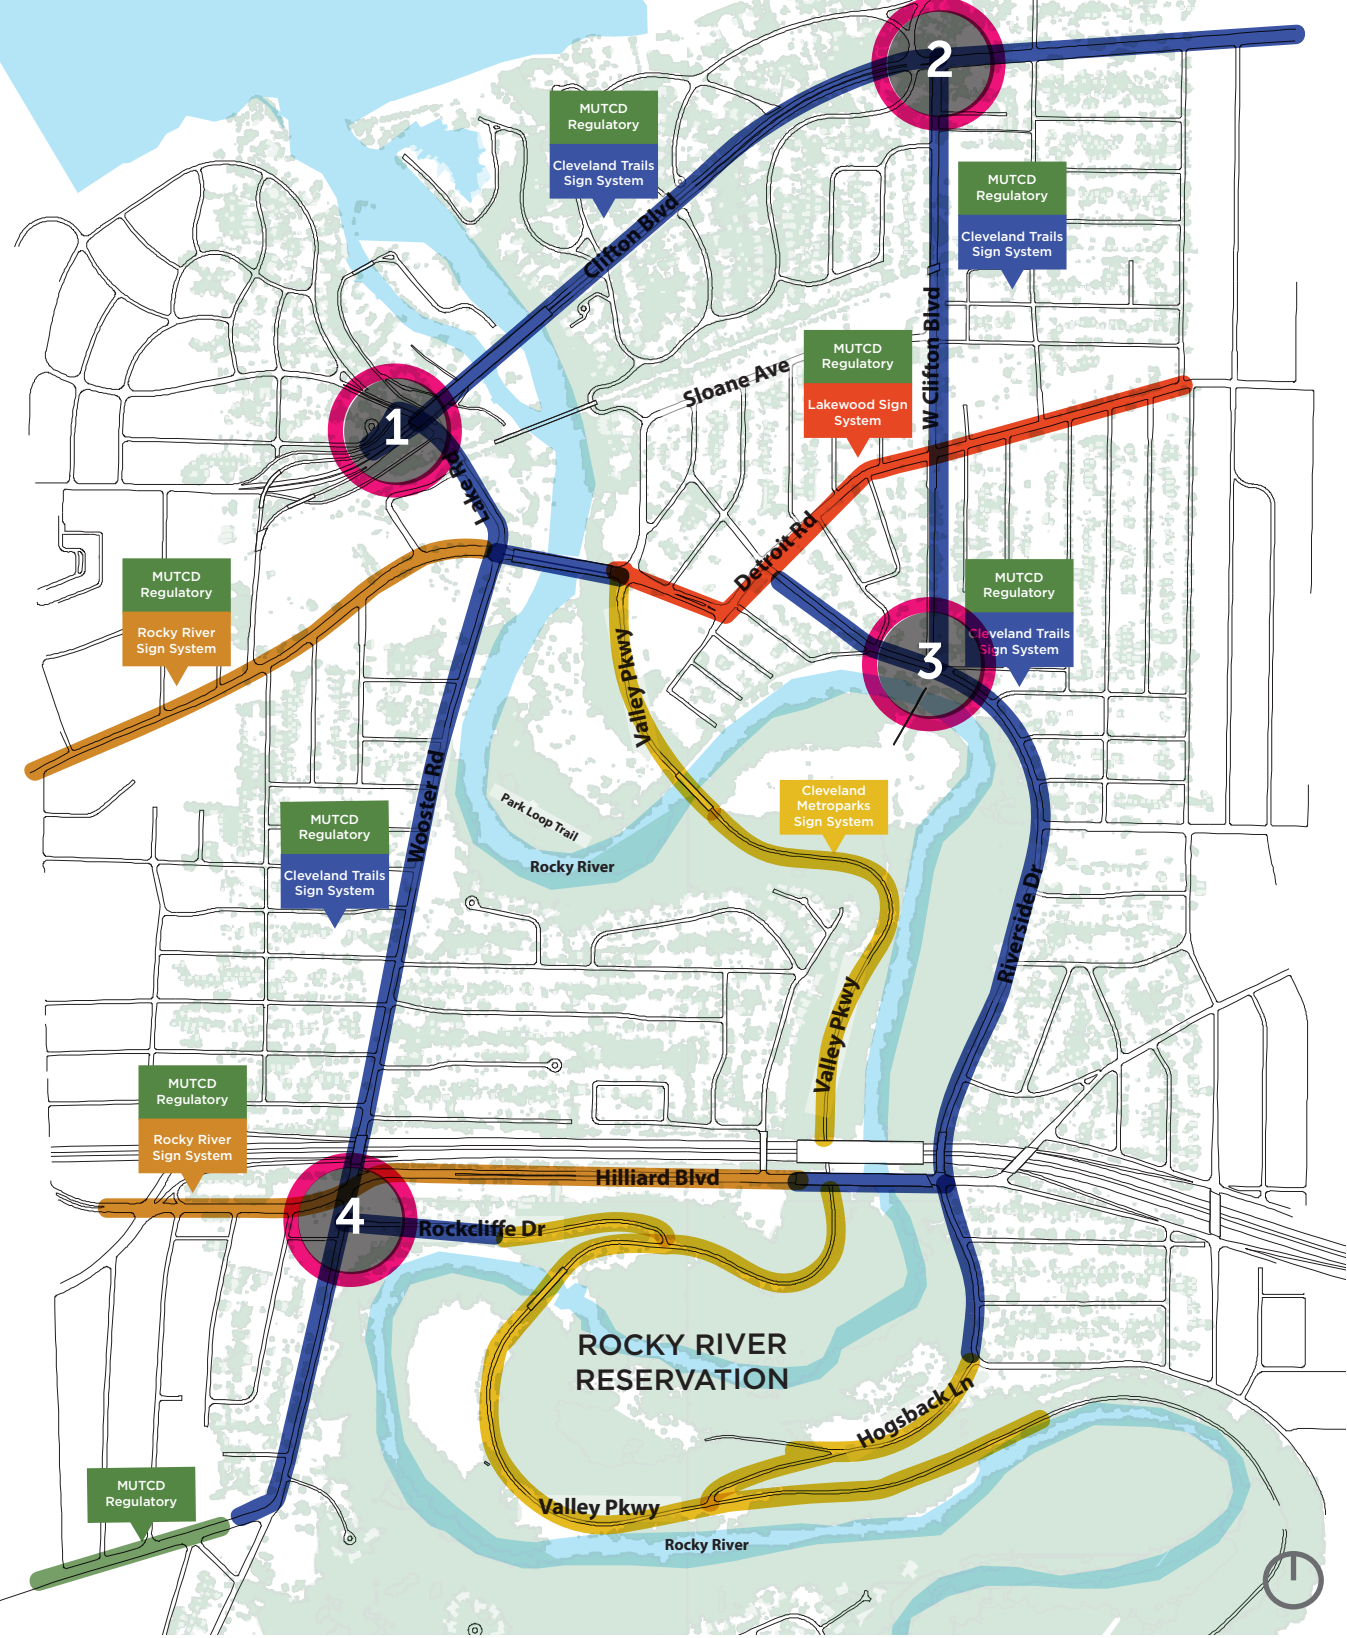 2
MUTCD
Regulatory
Cleveland Trails
Sign System
MUTCD
Regulatory
Cleveland Trails
Sign System
Clifton Blvd
W Clifton Blvd
MUTCD
Regulatory
Lakewood Sign
System
Sloane Ave
1
Lake Rd
Detroit Rd
MUTCD
Regulatory
Rocky River
Sign System
MUTCD
Regulatory
Cleveland Trails
Sign System
3
Valley Pkwy
Wooster Rd
Park Loop Trail
Rocky River
Cleveland
Metroparks
Sign System
MUTCD
Regulatory
Cleveland Trails
Sign System
Riverside Dr
Valley Pkwy
MUTCD
Regulatory
Rocky River
Sign System
Hilliard Blvd
4
Rockcliffe Dr
ROCKY RIVER
RESERVATION
Hogsback Ln
MUTCD
Regulatory
Valley Pkwy
Rocky River